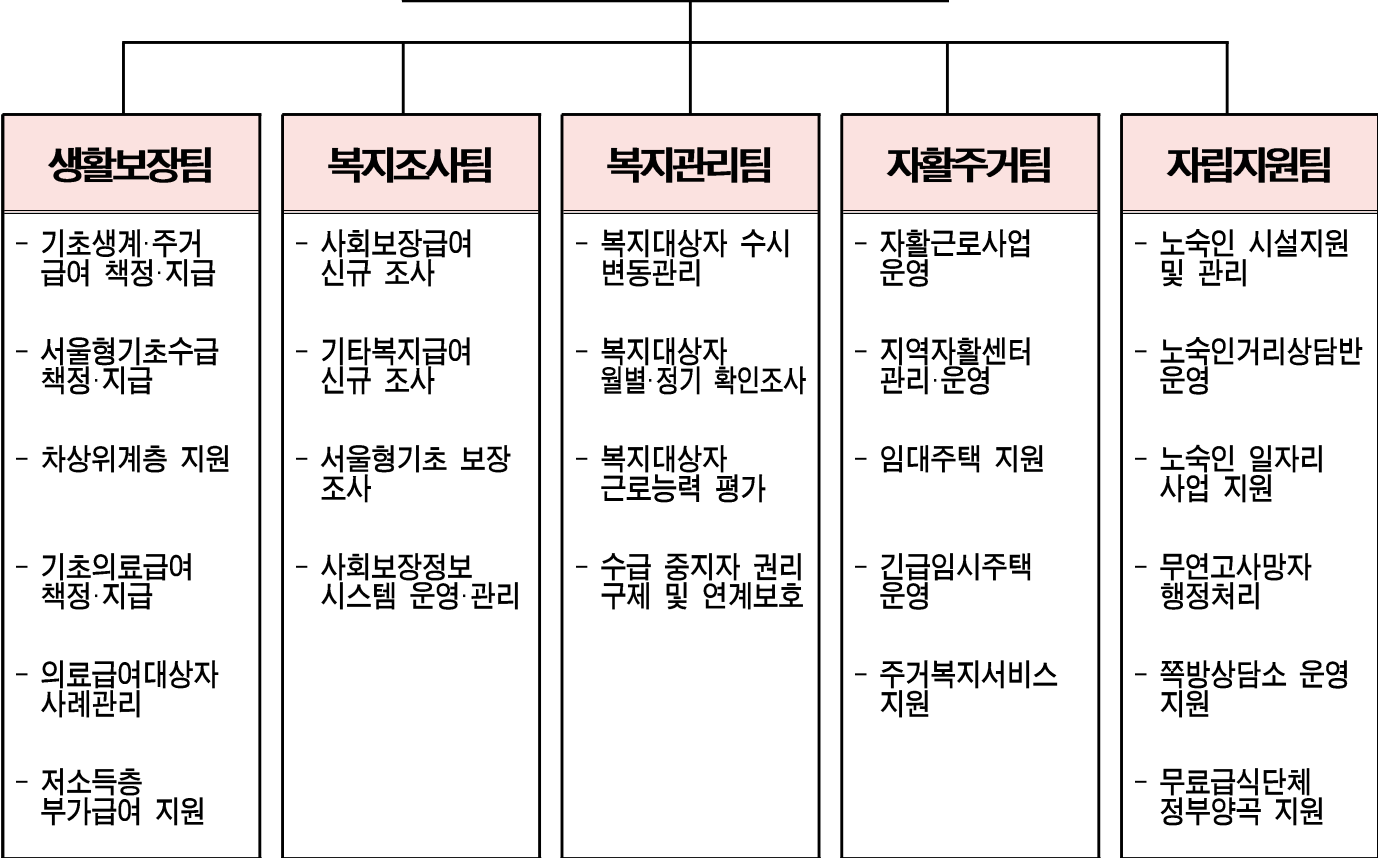 생활보장팀
- 기초생계·주거
급여 책정·지급
- 서울형기초수급
책정·지급
- 차상위계층 지원
- 기초의료급여
책정·지급
- 의료급여대상자
사례관리
- 저소득층
부가급여 지원
복지조사팀
- 사회보장급여
신규 조사
- 기타복지급여
신규 조사
- 서울형기초 보장
조사
- 사회보장정보
시스템 운영·관리
복지관리팀
- 복지대상자 수시
변동관리
- 복지대상자
월별·정기 확인조사
- 복지대상자
근로능력 평가
- 수급 중지자 권리
구제 및 연계보호
자활주거팀
- 자활근로사업
운영
- 지역자활센터
관리·운영
- 임대주택 지원
- 긴급임시주택
운영
- 주거복지서비스
지원
자립지원팀
- 노숙인 시설지원
및 관리
- 노숙인거리상담반
운영
- 노숙인 일자리
사업 지원
- 무연고사망자
행정처리
- 쪽방상담소 운영
지원
- 무료급식단체
정부양곡 지원